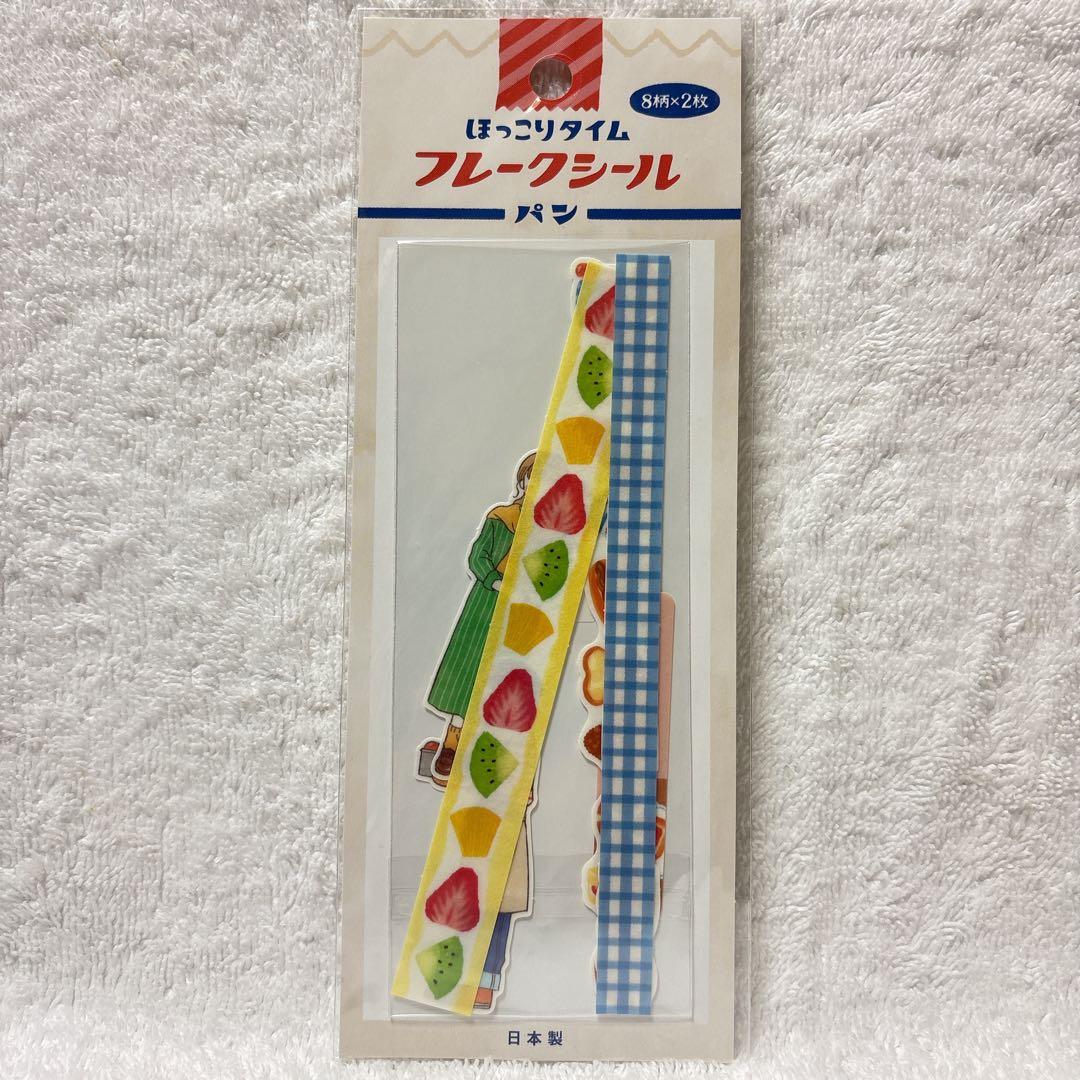 8柄×2枚
ほっこりタイム
フレークシール
パン
日本製